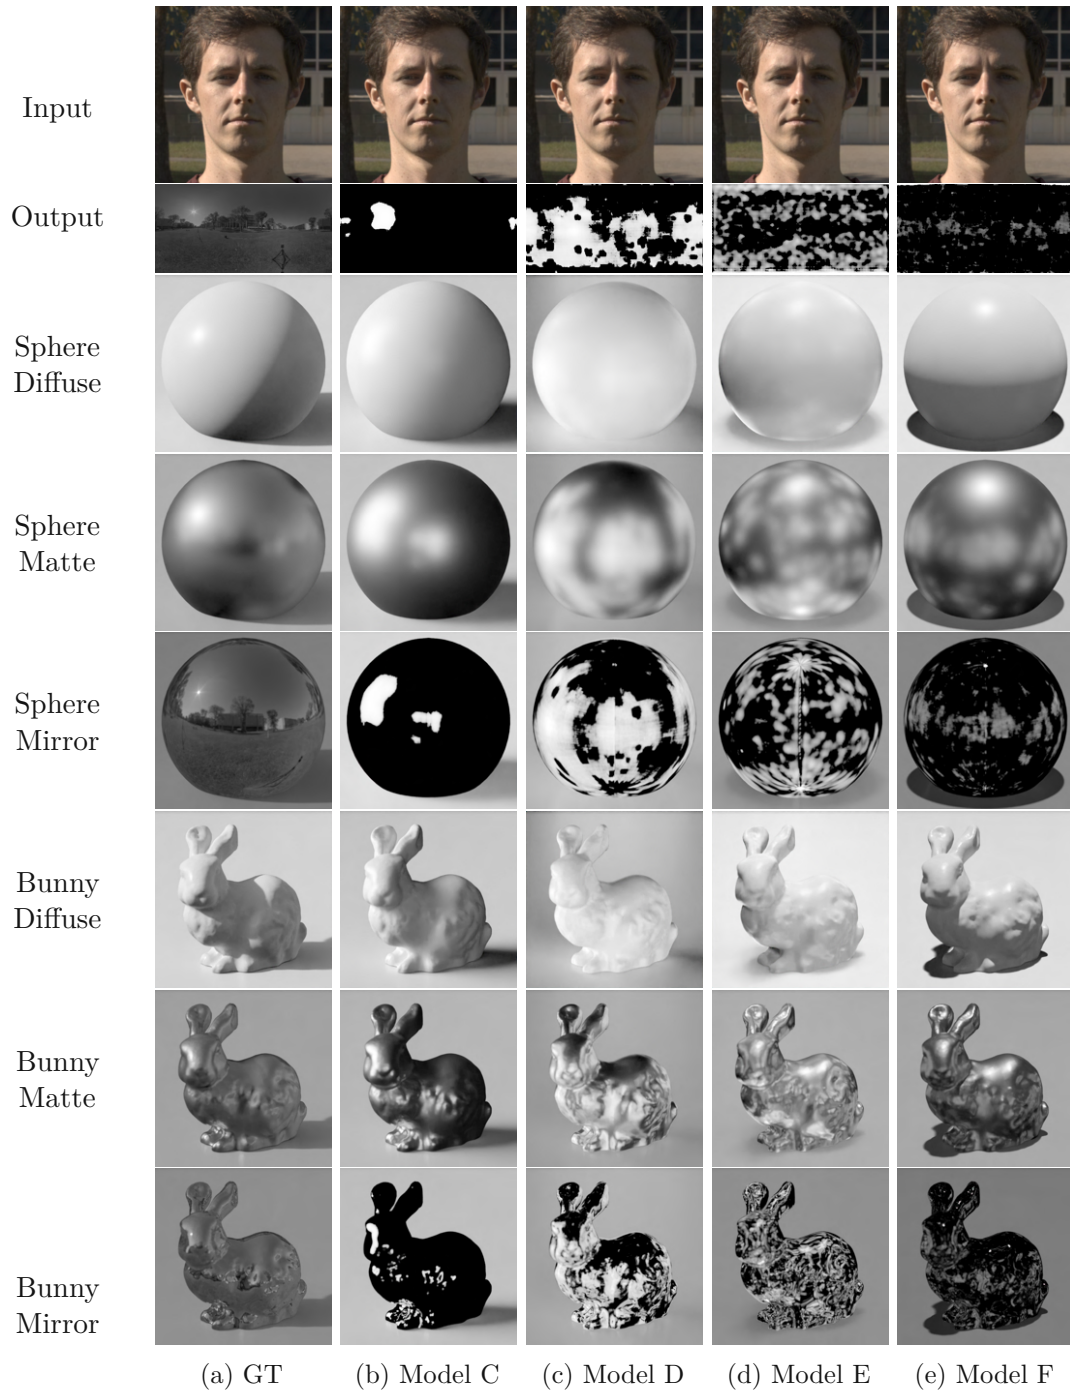 Input
Output
Sphere
Diffuse
Sphere
Matte
Sphere
Mirror
Bunny
Diffuse
Bunny
Matte
Bunny
Mirror
(a) GT
(b) Model C
(c) Model D
(d) Model E
(e) Model F